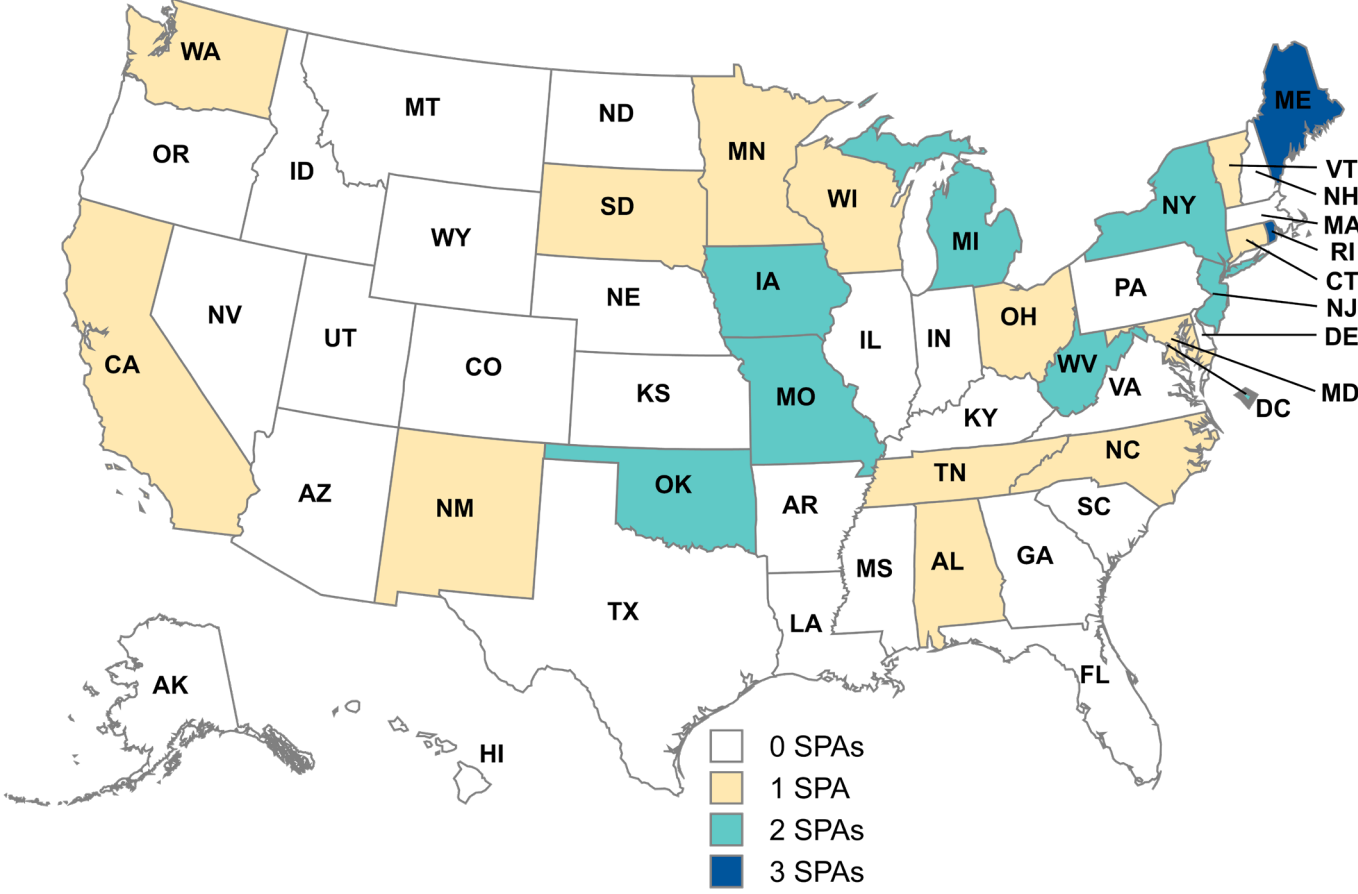 WA
ME
MT
ND
MN
OR
ID
VT
NH
SD
WI
NY
MA
WY
MI
RI
IA
CT
PA
NE
NV
OH
NJ
UT
IL
IN
DE
CO
CA
WV
VA
KS
MO
MD
DC
KY
NC
TN
OK
AZ
NM
AR
SC
MS
AL
GA
TX
LA
FL
AK
HI
0 SPAs
1 SPA
2 SPAs
3 SPAs